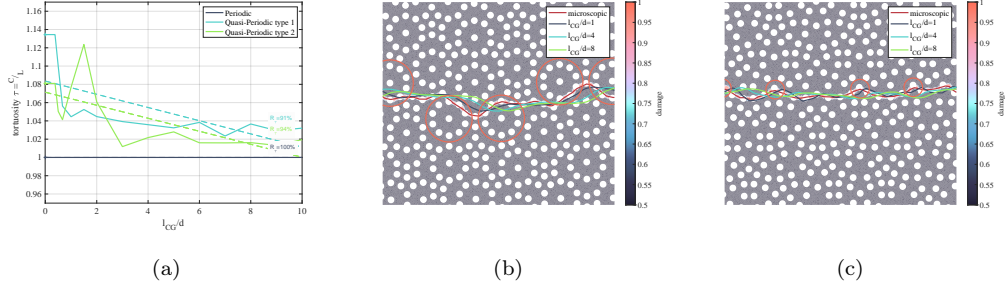 1.16
1.14
1.12
1.1
1.08
1.06
1.04
1.02
1
0.98
0.96
tortuosity τ = C/L
Periodic
Quasi-Periodic type 1
Quasi-Periodic type 2
R =91%
R =94%
R =100%
0 2 4 6 8 10
l_CG/d
(a)
microscopic
l_CG/d=1
l_CG/d=4
l_CG/d=8
1
0.95
0.9
0.85
0.8
0.75
0.7
0.65
0.6
0.55
0.5
damage
(b)
microscopic
l_CG/d=1
l_CG/d=4
l_CG/d=8
1
0.95
0.9
0.85
0.8
0.75
0.7
0.65
0.6
0.55
0.5
damage
(c)